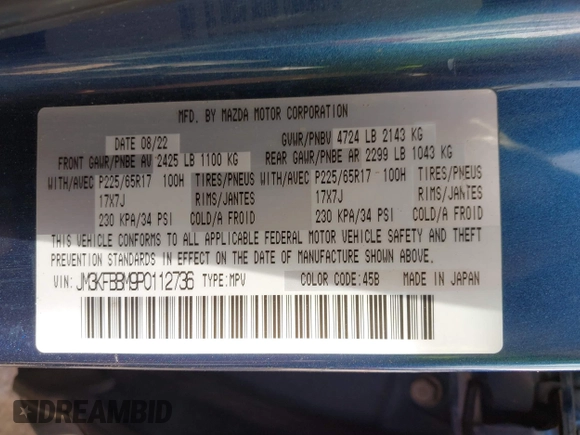 MFD. BY MAZDA MOTOR CORPORATION
DATE 08/22 GVWR/PNBV 4724 LB 2143 KG
FRONT GAWR/PNBE AV 2425 LB 1100 KG REAR GAWR/PNBE AR 2299 LB 1043 KG
WITH/AVEC P225/65R17 100H TIRES/PNEUS WITH/AVEC P225/65R17 100H TIRES/PNEUS
17X7J RIMS/JANTES 17X7J RIMS/JANTES
230 KPA/34 PSI COLD/A FROID 230 KPA/34 PSI COLD/A FROID
THIS VEHICLE CONFORMS TO ALL APPLICABLE FEDERAL MOTOR VEHICLE SAFETY AND THEFT
PREVENTION STANDARDS IN EFFECT ON THE DATE OF MANUFACTURE SHOWN ABOVE.
VIN: JM3KFBBM9P0112736 TYPE:MPV COLOR CODE:45B MADE IN JAPAN
DREAMBID